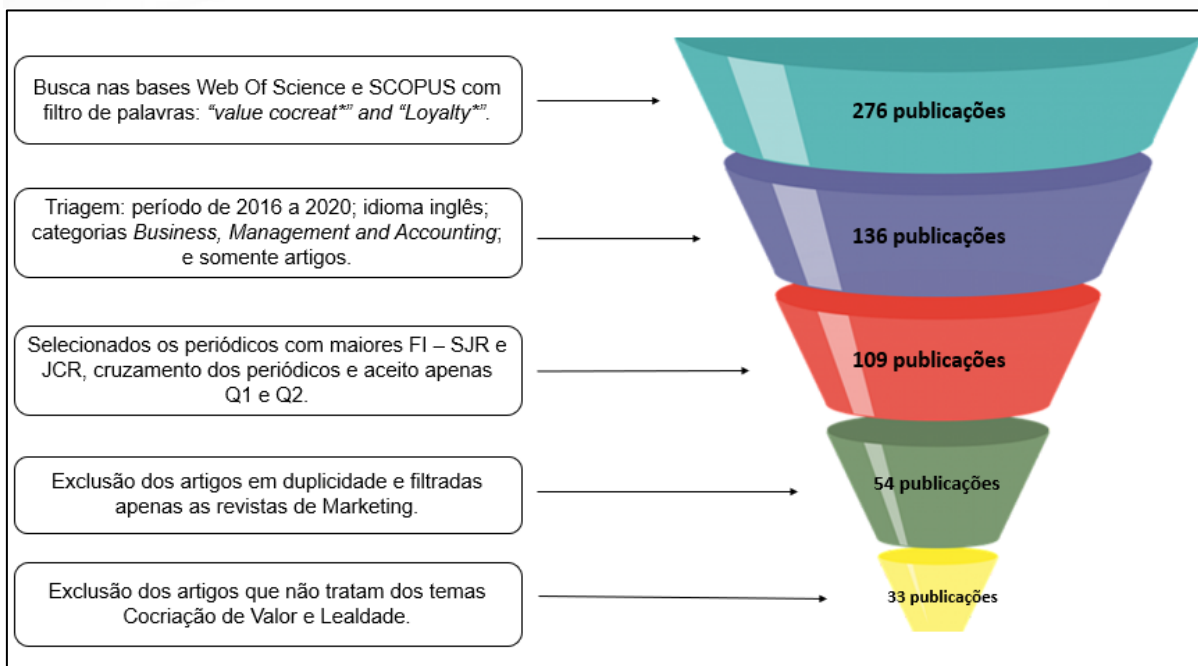 Busca nas bases Web Of Science e SCOPUS com
filtro de palavras: “value cocreat*” and “Loyalty*”.
276 publicações
Triagem: período de 2016 a 2020; idioma inglês;
categorias Business, Management and Accounting;
e somente artigos.
136 publicações
Selecionados os periódicos com maiores FI – SJR e
JCR, cruzamento dos periódicos e aceito apenas
Q1 e Q2.
109 publicações
Exclusão dos artigos em duplicidade e filtradas
apenas as revistas de Marketing.
54 publicações
Exclusão dos artigos que não tratam dos temas
Cocriação de Valor e Lealdade.
33 publicações